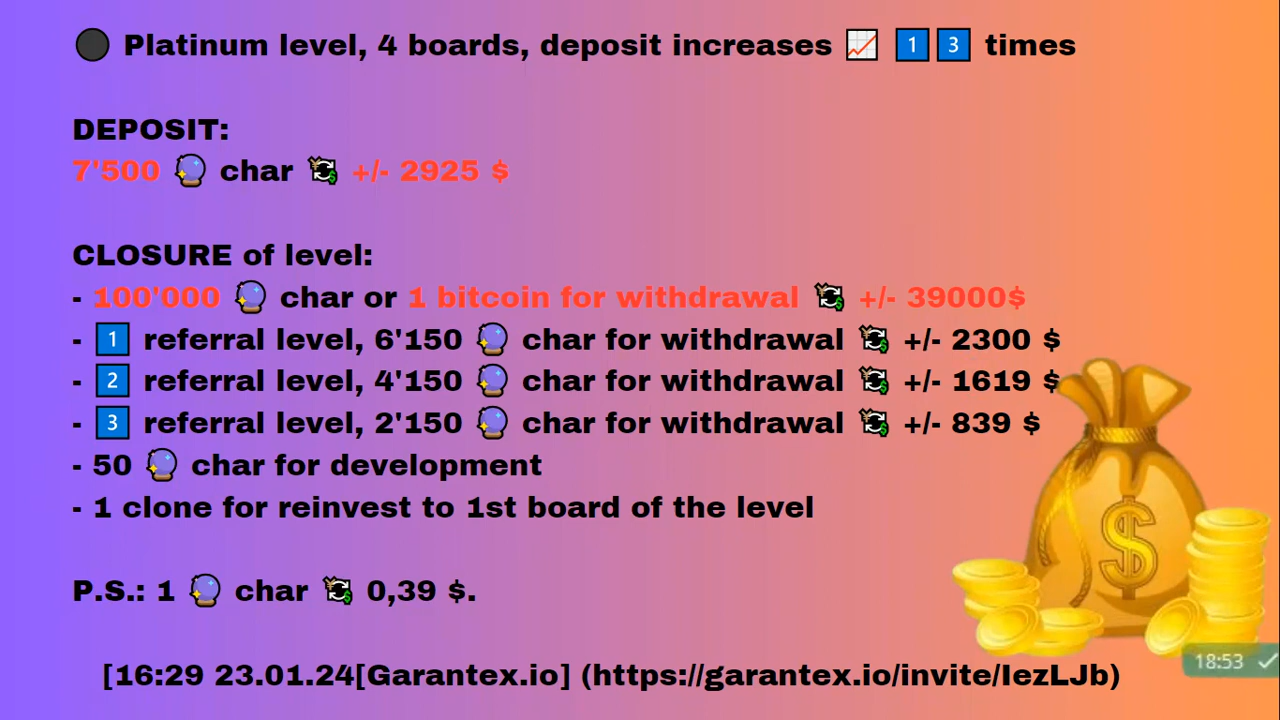 ⚫ Platinum level, 4 boards, deposit increases 📈 1️⃣3️⃣ times
DEPOSIT:
7'500 🔮 char 💱 +/- 2925 $
CLOSURE of level:
- 100'000 🔮 char or 1 bitcoin for withdrawal 💱 +/- 39000$
- 1️⃣ referral level, 6'150 🔮 char for withdrawal 💱 +/- 2300 $
- 2️⃣ referral level, 4'150 🔮 char for withdrawal 💱 +/- 1619 $
- 3️⃣ referral level, 2'150 🔮 char for withdrawal 💱 +/- 839 $
- 50 🔮 char for development
- 1 clone for reinvest to 1st board of the level
P.S.: 1 🔮 char 💱 0,39 $.
18:53
[16:29 23.01.24[Garantex.io] (https://garantex.io/invite/IezLJb)